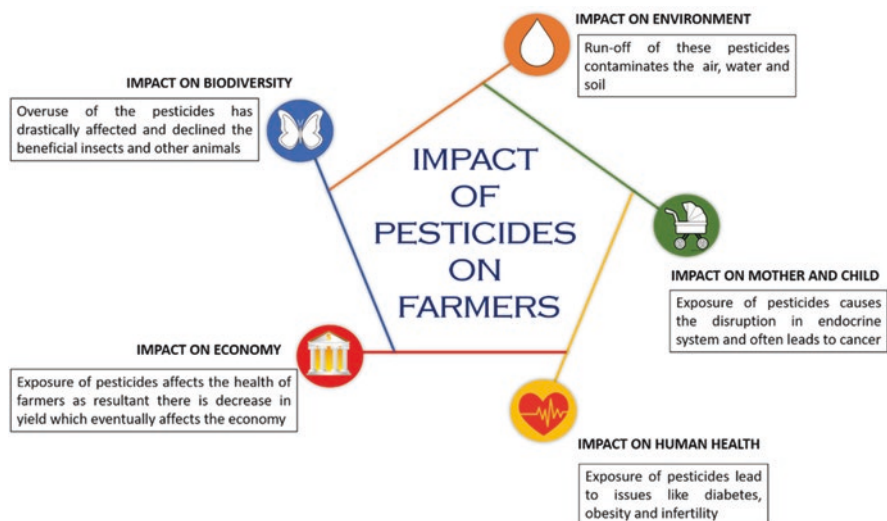 IMPACT ON ENVIRONMENT
Run-off of these pesticides
contaminates the air, water and
soil
IMPACT ON BIODIVERSITY
Overuse of the pesticides has
drastically affected and declined the
beneficial insects and other animals
IMPACT
OF
PESTICIDES
ON
FARMERS
IMPACT ON MOTHER AND CHILD
Exposure of pesticides causes
the disruption in endocrine
system and often leads to cancer
IMPACT ON ECONOMY
Exposure of pesticides affects the health of
farmers as resultant there is decrease in
yield which eventually affects the economy
IMPACT ON HUMAN HEALTH
Exposure of pesticides lead
to issues like diabetes,
obesity and infertility